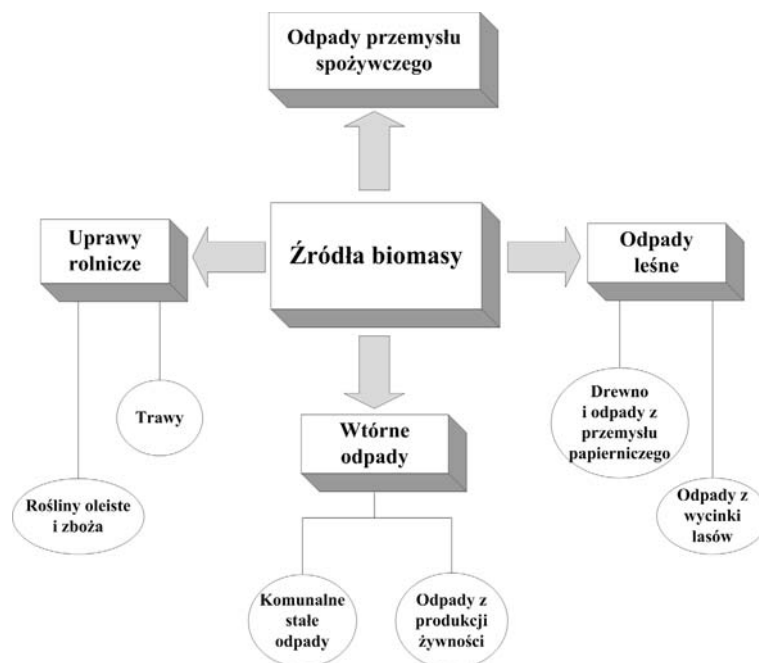 Odpady przemysłu
spożywczego
Uprawy
rolnicze
Źródła biomasy
Odpady
leśne
Trawy
Rośliny oleiste
i zboża
Wtórne
odpady
Drewno
i odpady z
przemysłu
papierniczego
Odpady z
wycinki
lasów
Komunalne
stałe
odpady
Odpady z
produkcji
żywności